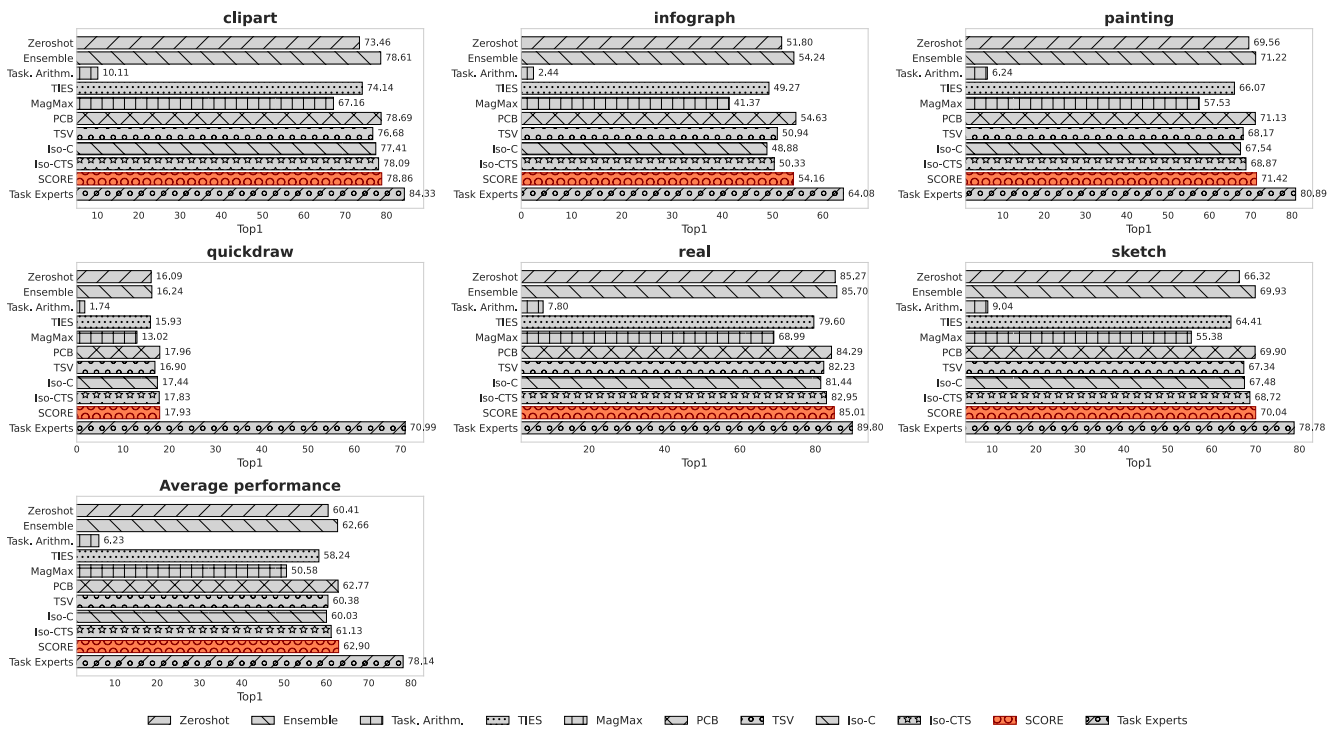 clipart
Zeroshot 73.46
Ensemble 78.61
Task. Arithm. 10.11
TIES 74.14
MagMax 67.16
PCB 78.69
TSV 76.68
Iso-C 77.41
Iso-CTS 78.09
SCORE 78.86
Task Experts 84.33
10 20 30 40 50 60 70 80
Top1
infograph
Zeroshot 51.80
Ensemble 54.24
Task. Arithm. 2.44
TIES 49.27
MagMax 41.37
PCB 54.63
TSV 50.94
Iso-C 48.88
Iso-CTS 50.33
SCORE 54.16
Task Experts 64.08
0 10 20 30 40 50 60
Top1
painting
Zeroshot 69.56
Ensemble 71.22
Task. Arithm. 6.24
TIES 66.07
MagMax 57.53
PCB 71.13
TSV 68.17
Iso-C 67.54
Iso-CTS 68.87
SCORE 71.42
Task Experts 80.89
10 20 30 40 50 60 70 80
Top1
quickdraw
Zeroshot 16.09
Ensemble 16.24
Task. Arithm. 1.74
TIES 15.93
MagMax 13.02
PCB 17.96
TSV 16.90
Iso-C 17.44
Iso-CTS 17.83
SCORE 17.93
Task Experts 70.99
0 10 20 30 40 50 60 70
Top1
real
Zeroshot 85.27
Ensemble 85.70
Task. Arithm. 7.80
TIES 79.60
MagMax 68.99
PCB 84.29
TSV 82.23
Iso-C 81.44
Iso-CTS 82.95
SCORE 85.01
Task Experts 89.80
20 40 60 80
Top1
sketch
Zeroshot 66.32
Ensemble 69.93
Task. Arithm. 9.04
TIES 64.41
MagMax 55.38
PCB 69.90
TSV 67.34
Iso-C 67.48
Iso-CTS 68.72
SCORE 70.04
Task Experts 78.78
10 20 30 40 50 60 70 80
Top1
Average performance
Zeroshot 60.41
Ensemble 62.66
Task. Arithm. 6.23
TIES 58.24
MagMax 50.58
PCB 62.77
TSV 60.38
Iso-C 60.03
Iso-CTS 61.13
SCORE 62.90
Task Experts 78.14
10 20 30 40 50 60 70 80
Top1
Zeroshot Ensemble Task. Arithm. TIES MagMax PCB TSV Iso-C Iso-CTS SCORE Task Experts